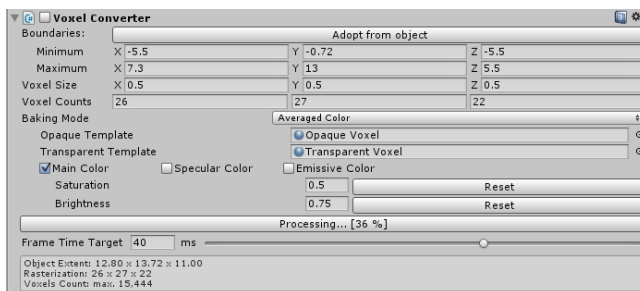 Voxel Converter
Boundaries: Adopt from object
Minimum X -5.5 Y -0.72 Z -5.5
Maximum X 7.3 Y 13 Z 5.5
Voxel Size X 0.5 Y 0.5 Z 0.5
Voxel Counts 26 27 22
Baking Mode Averaged Color
Opaque Template Opaque Voxel
Transparent Template Transparent Voxel
Main Color Specular Color Emissive Color
Saturation 0.5 Reset
Brightness 0.75 Reset
Processing... [36 %]
Frame Time Target 40 ms
Object Extent: 12.80 x 13.72 x 11.00
Rasterization: 26 x 27 x 22
Voxels Count: max. 15,444